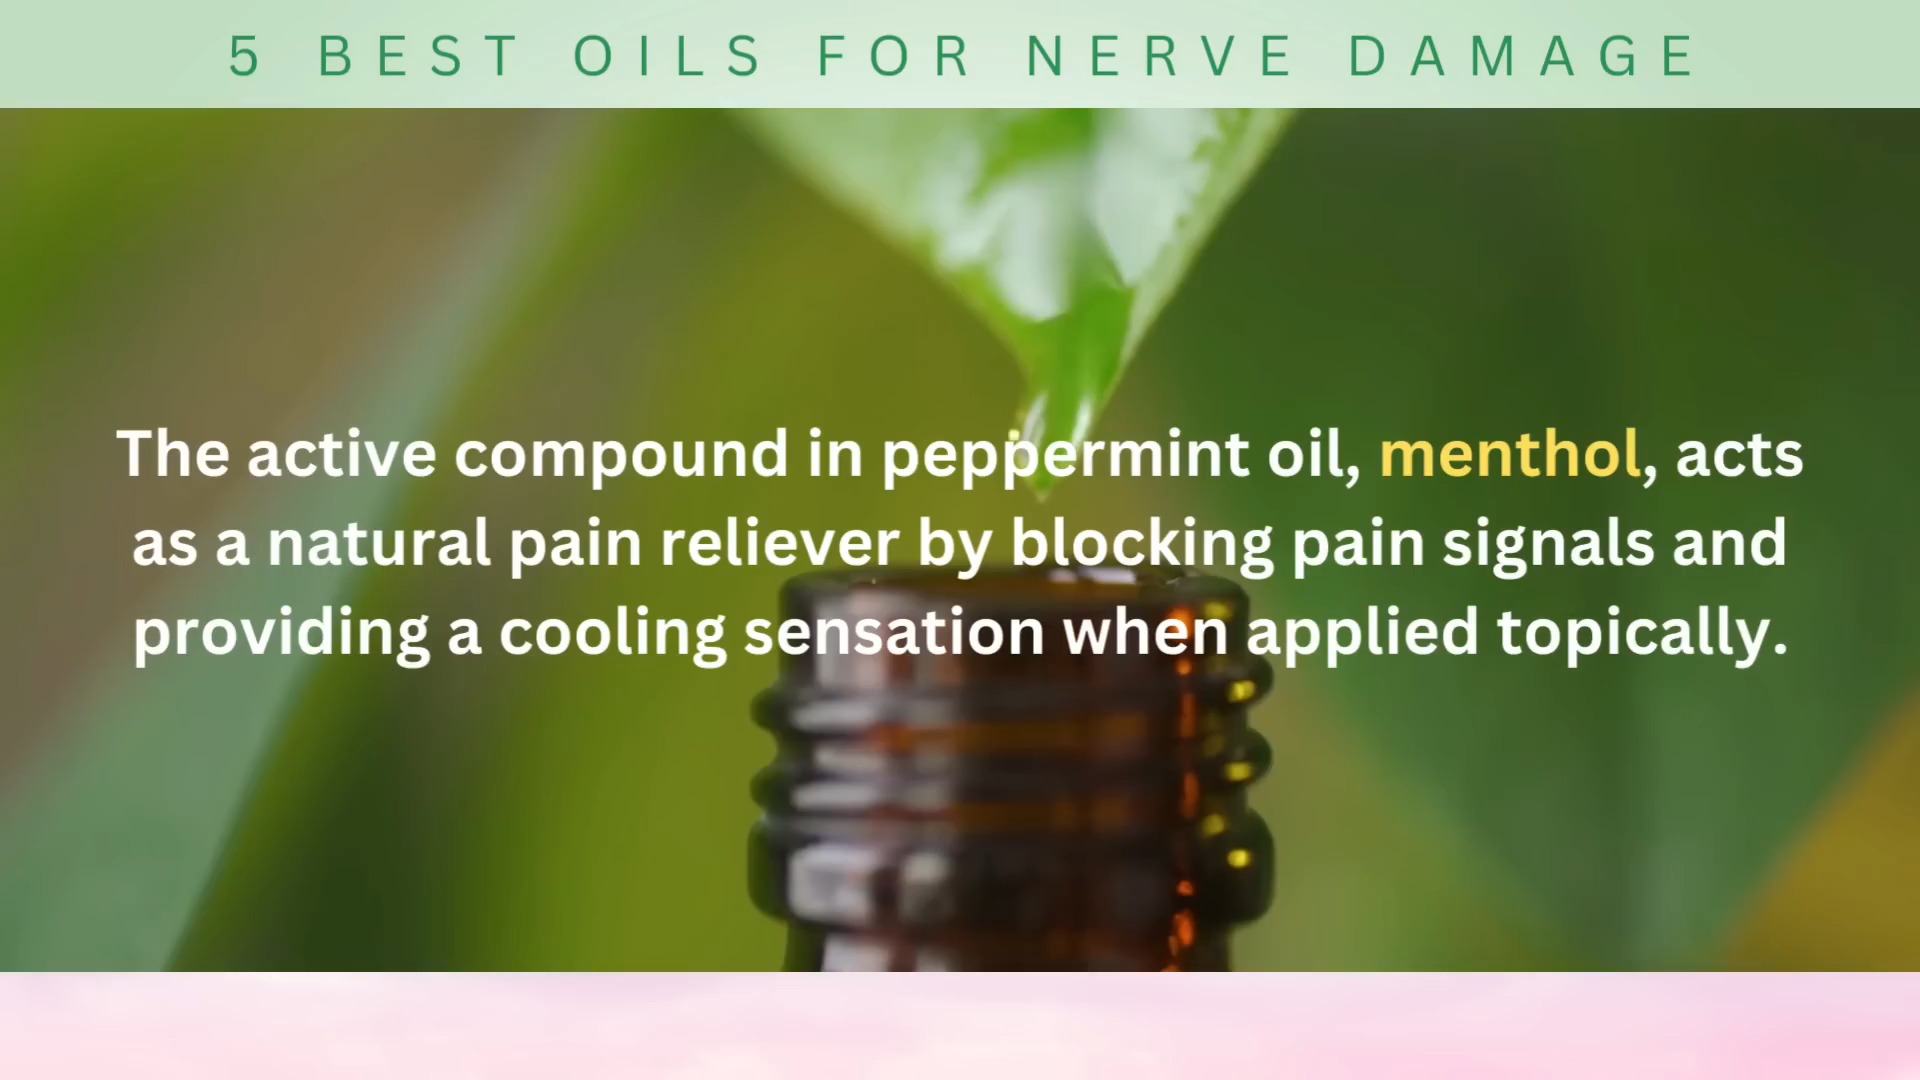 5 BEST OILS FOR NERVE DAMAGE
The active compound in peppermint oil, menthol, acts
as a natural pain reliever by blocking pain signals and
providing a cooling sensation when applied topically.